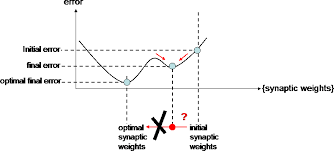 error
Initial error
final error
optimal final error
{synaptic weights}
?
optimal
synaptic
weights
initial
synaptic
weights